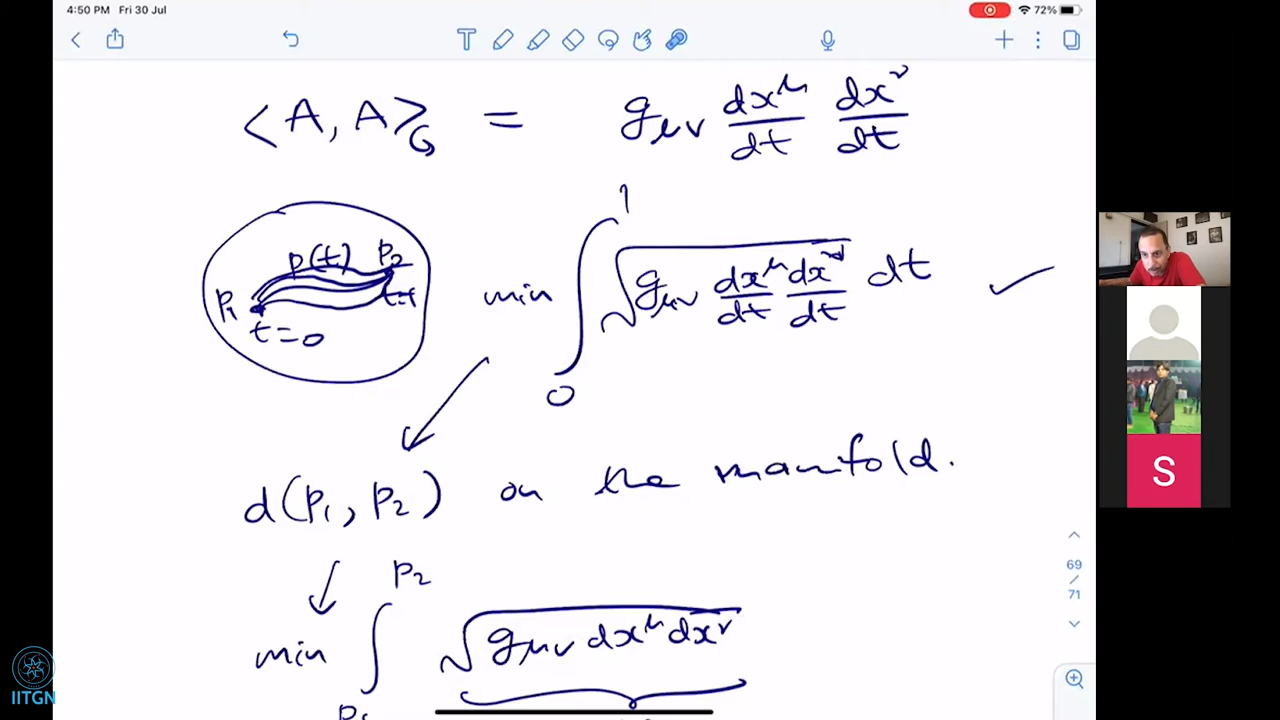 4:50 PM Fri 30 Jul
72%
T
<A, A>_G = g_μν dx^μ/dt dx^ν/dt
p(t) p₂
p₁ t=1
t=0
min ∫₀¹ √(g_μν dx^μ/dt dx^ν/dt) dt ✓
d(p₁, p₂) on the manifold.
p₂
min ∫ √(g_μν dx^μ dx^ν)
69
/
71
S
IITGN